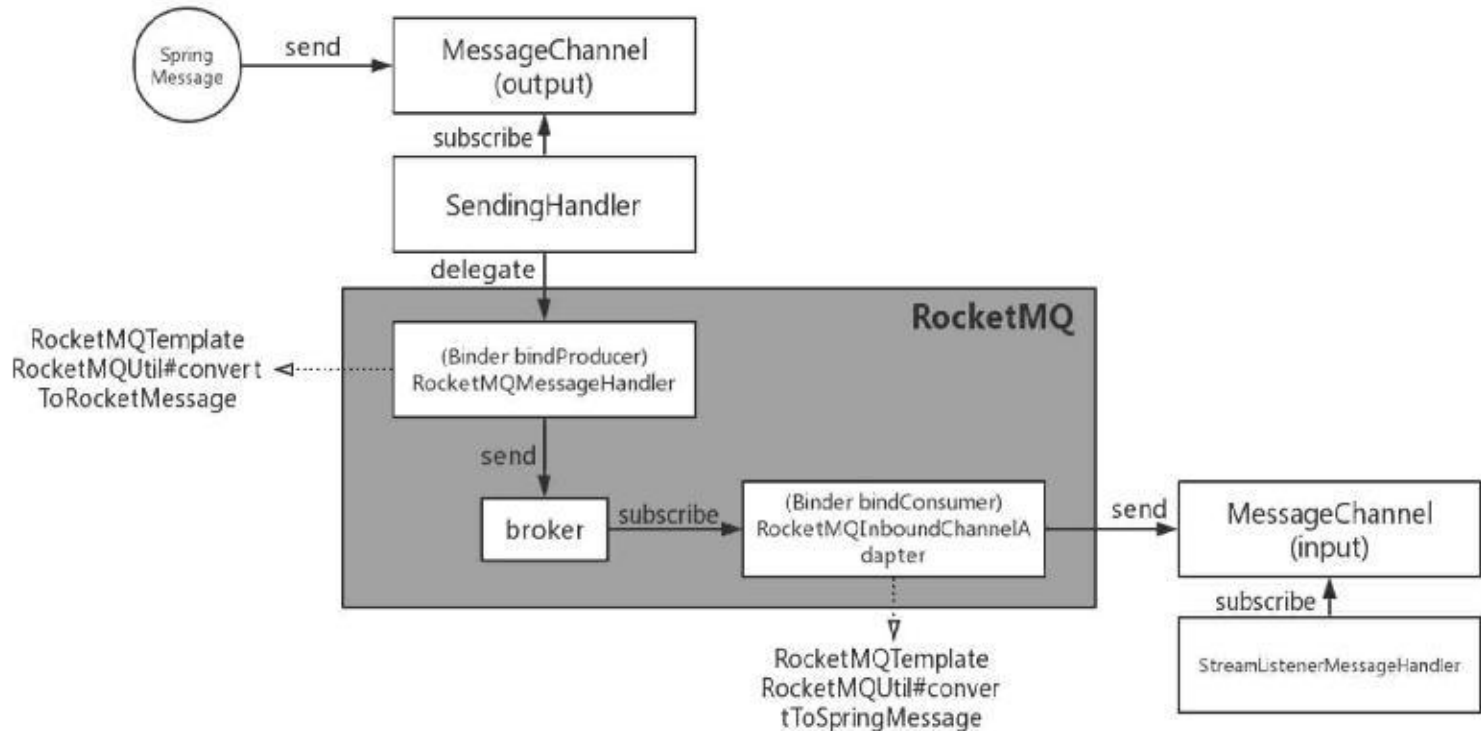 Spring
Message
send
MessageChannel
(output)
subscribe
SendingHandler
delegate
RocketMQ
RocketMQTemplate
RocketMQUtil#convert
ToRocketMessage
(Binder bindProducer)
RocketMQMessageHandler
send
broker
subscribe
(Binder bindConsumer)
RocketMQInboundChannelA
dapter
send
MessageChannel
(input)
subscribe
StreamListenerMessageHandler
RocketMQTemplate
RocketMQUtil#conver
tToSpringMessage